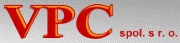 VPC spol. s r. o.